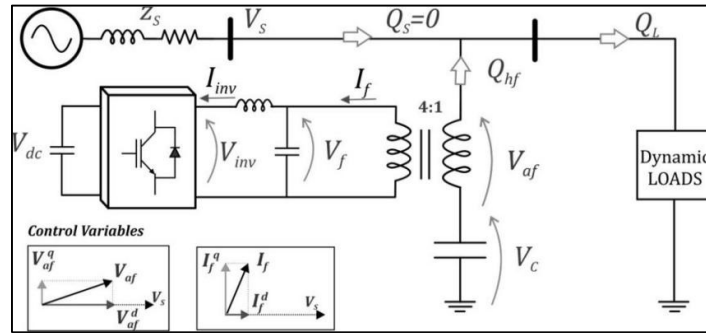 Z_S V_S Q_S=0 Q_L
I_inv I_f 4:1 Q_hf
V_dc V_inv V_f V_af
Dynamic
LOADS
V_C
Control Variables
V_af^q V_af V_s V_af^d
I_f^q I_f I_f^d V_s